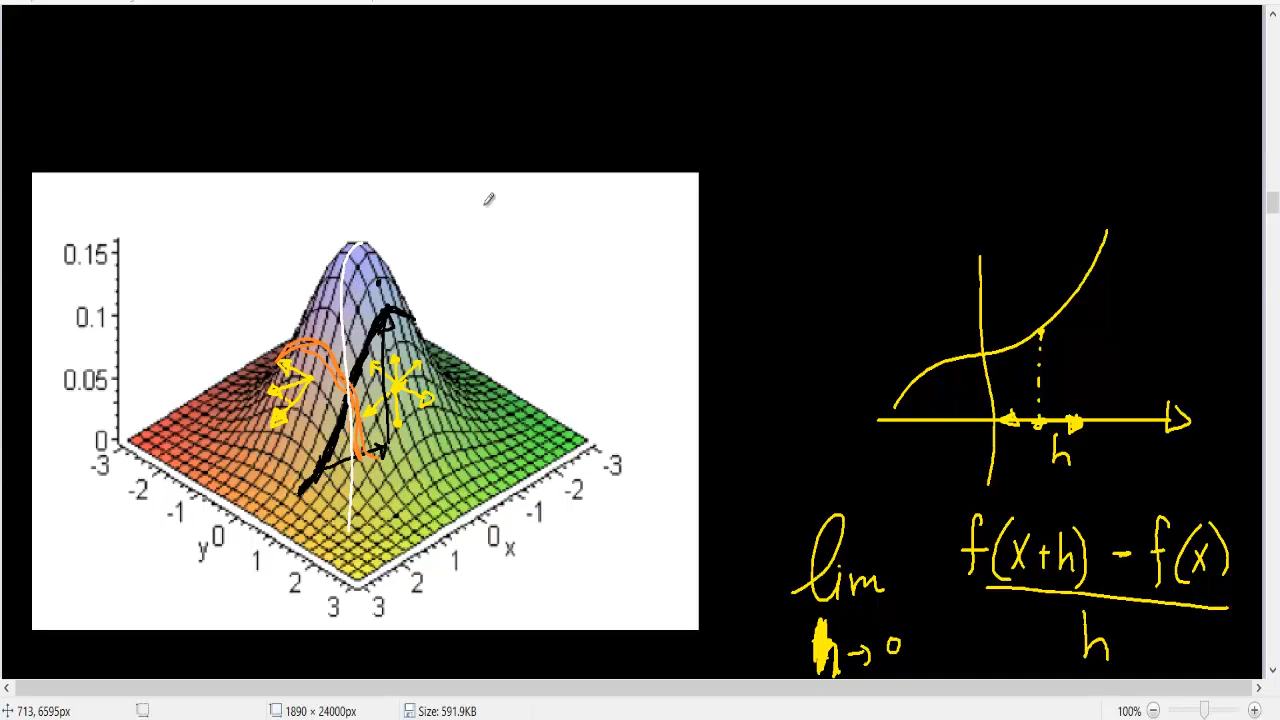 0.15
0.1
0.05
0
-3 -3
-2 -2
-1 -1
y 0 0 x
1 1
2 2
3 3
h
lim f(x+h) - f(x)
h→0 h
713, 6595px 1890 × 24000px Size: 591.9KB 100%